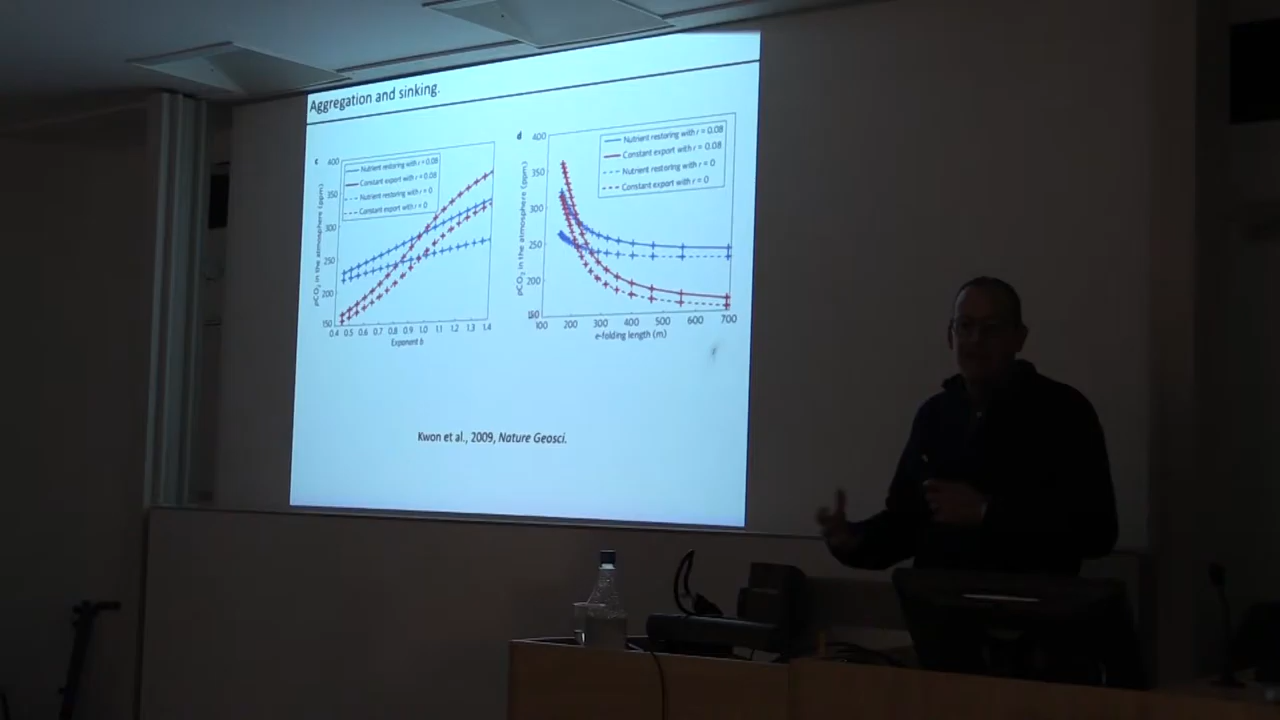 Aggregation and sinking.
c
400
350
300
250
200
150
pCO2 in the atmosphere (ppm)
Nutrient restoring with r = 0.08
Constant export with r = 0.08
Nutrient restoring with r = 0
Constant export with r = 0
0.4 0.5 0.6 0.7 0.8 0.9 1.0 1.1 1.2 1.3 1.4
Exponent b
d
400
350
300
250
200
150
pCO2 in the atmosphere (ppm)
Nutrient restoring with r = 0.08
Constant export with r = 0.08
Nutrient restoring with r = 0
Constant export with r = 0
100 200 300 400 500 600 700
e-folding length (m)
Kwon et al., 2009, Nature Geosci.